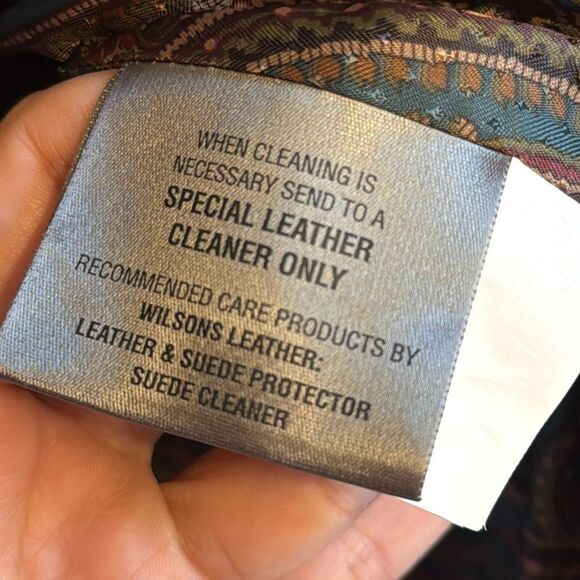 WHEN CLEANING IS
NECESSARY SEND TO A
SPECIAL LEATHER
CLEANER ONLY
RECOMMENDED CARE PRODUCTS BY
WILSONS LEATHER:
LEATHER & SUEDE PROTECTOR
SUEDE CLEANER